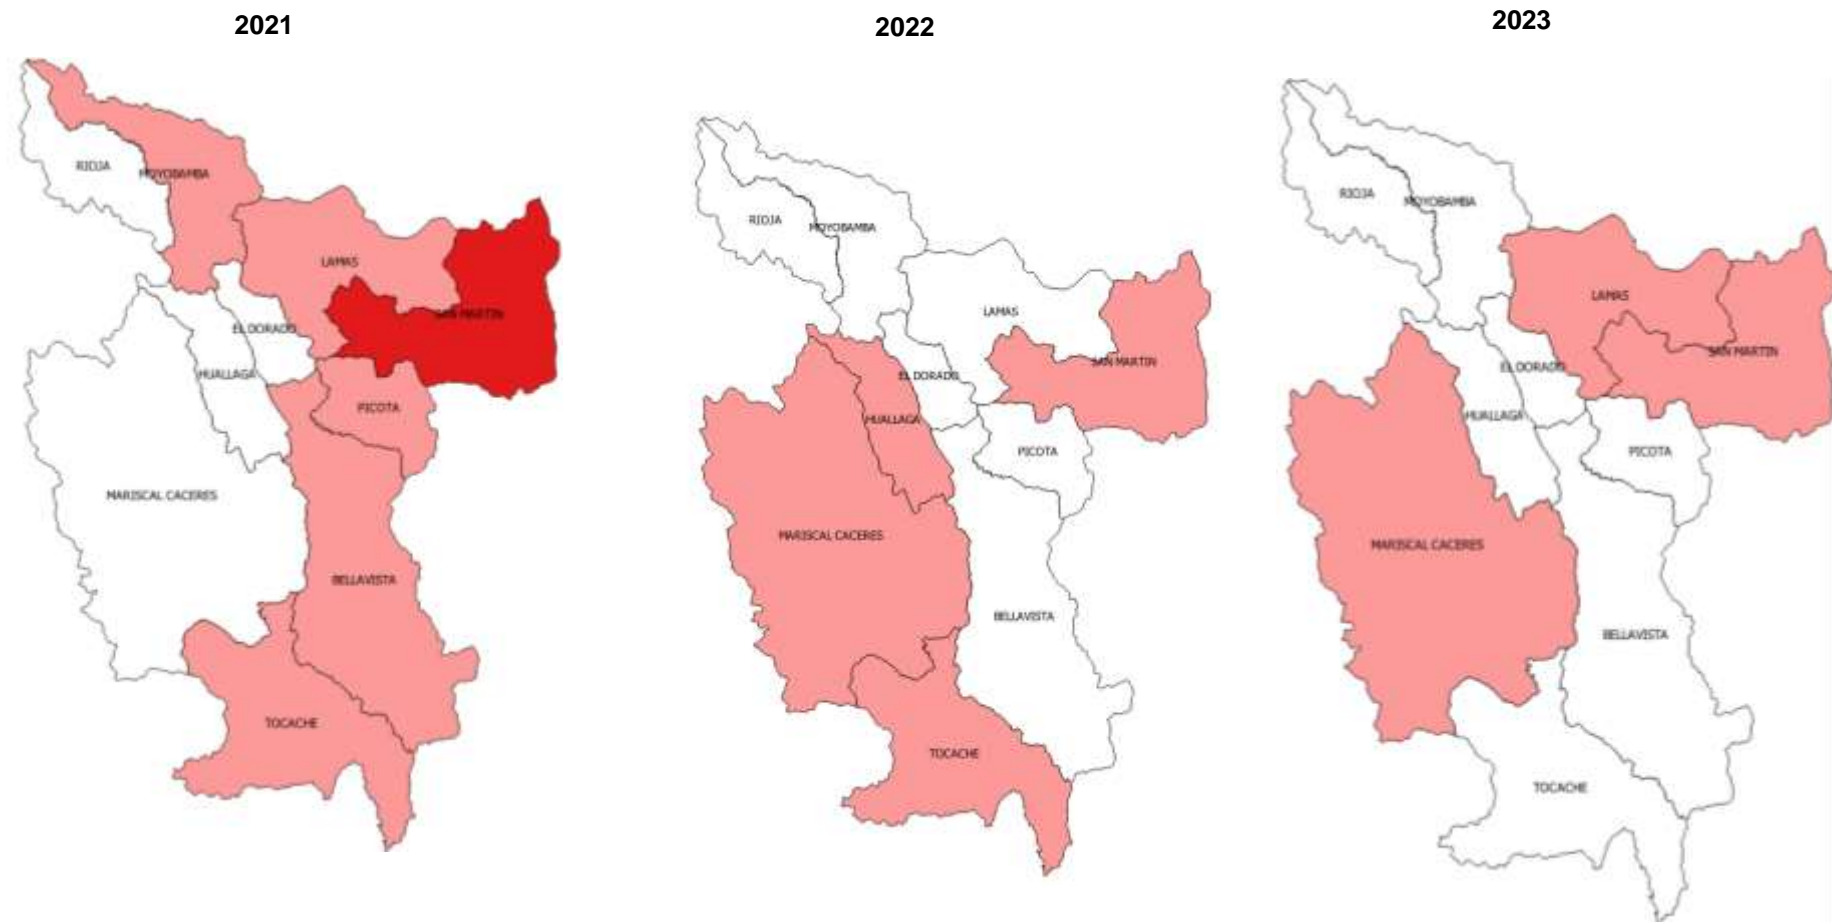 2021
RIOJA
MOYOBAMBA
LAMAS
SAN MARTIN
EL DORADO
HUALLAGA
PICOTA
MARISCAL CACERES
BELLAVISTA
TOCACHE
2022
RIOJA
MOYOBAMBA
LAMAS
SAN MARTIN
EL DORADO
HUALLAGA
PICOTA
MARISCAL CACERES
BELLAVISTA
TOCACHE
2023
RIOJA
MOYOBAMBA
LAMAS
SAN MARTIN
EL DORADO
HUALLAGA
PICOTA
MARISCAL CACERES
BELLAVISTA
TOCACHE